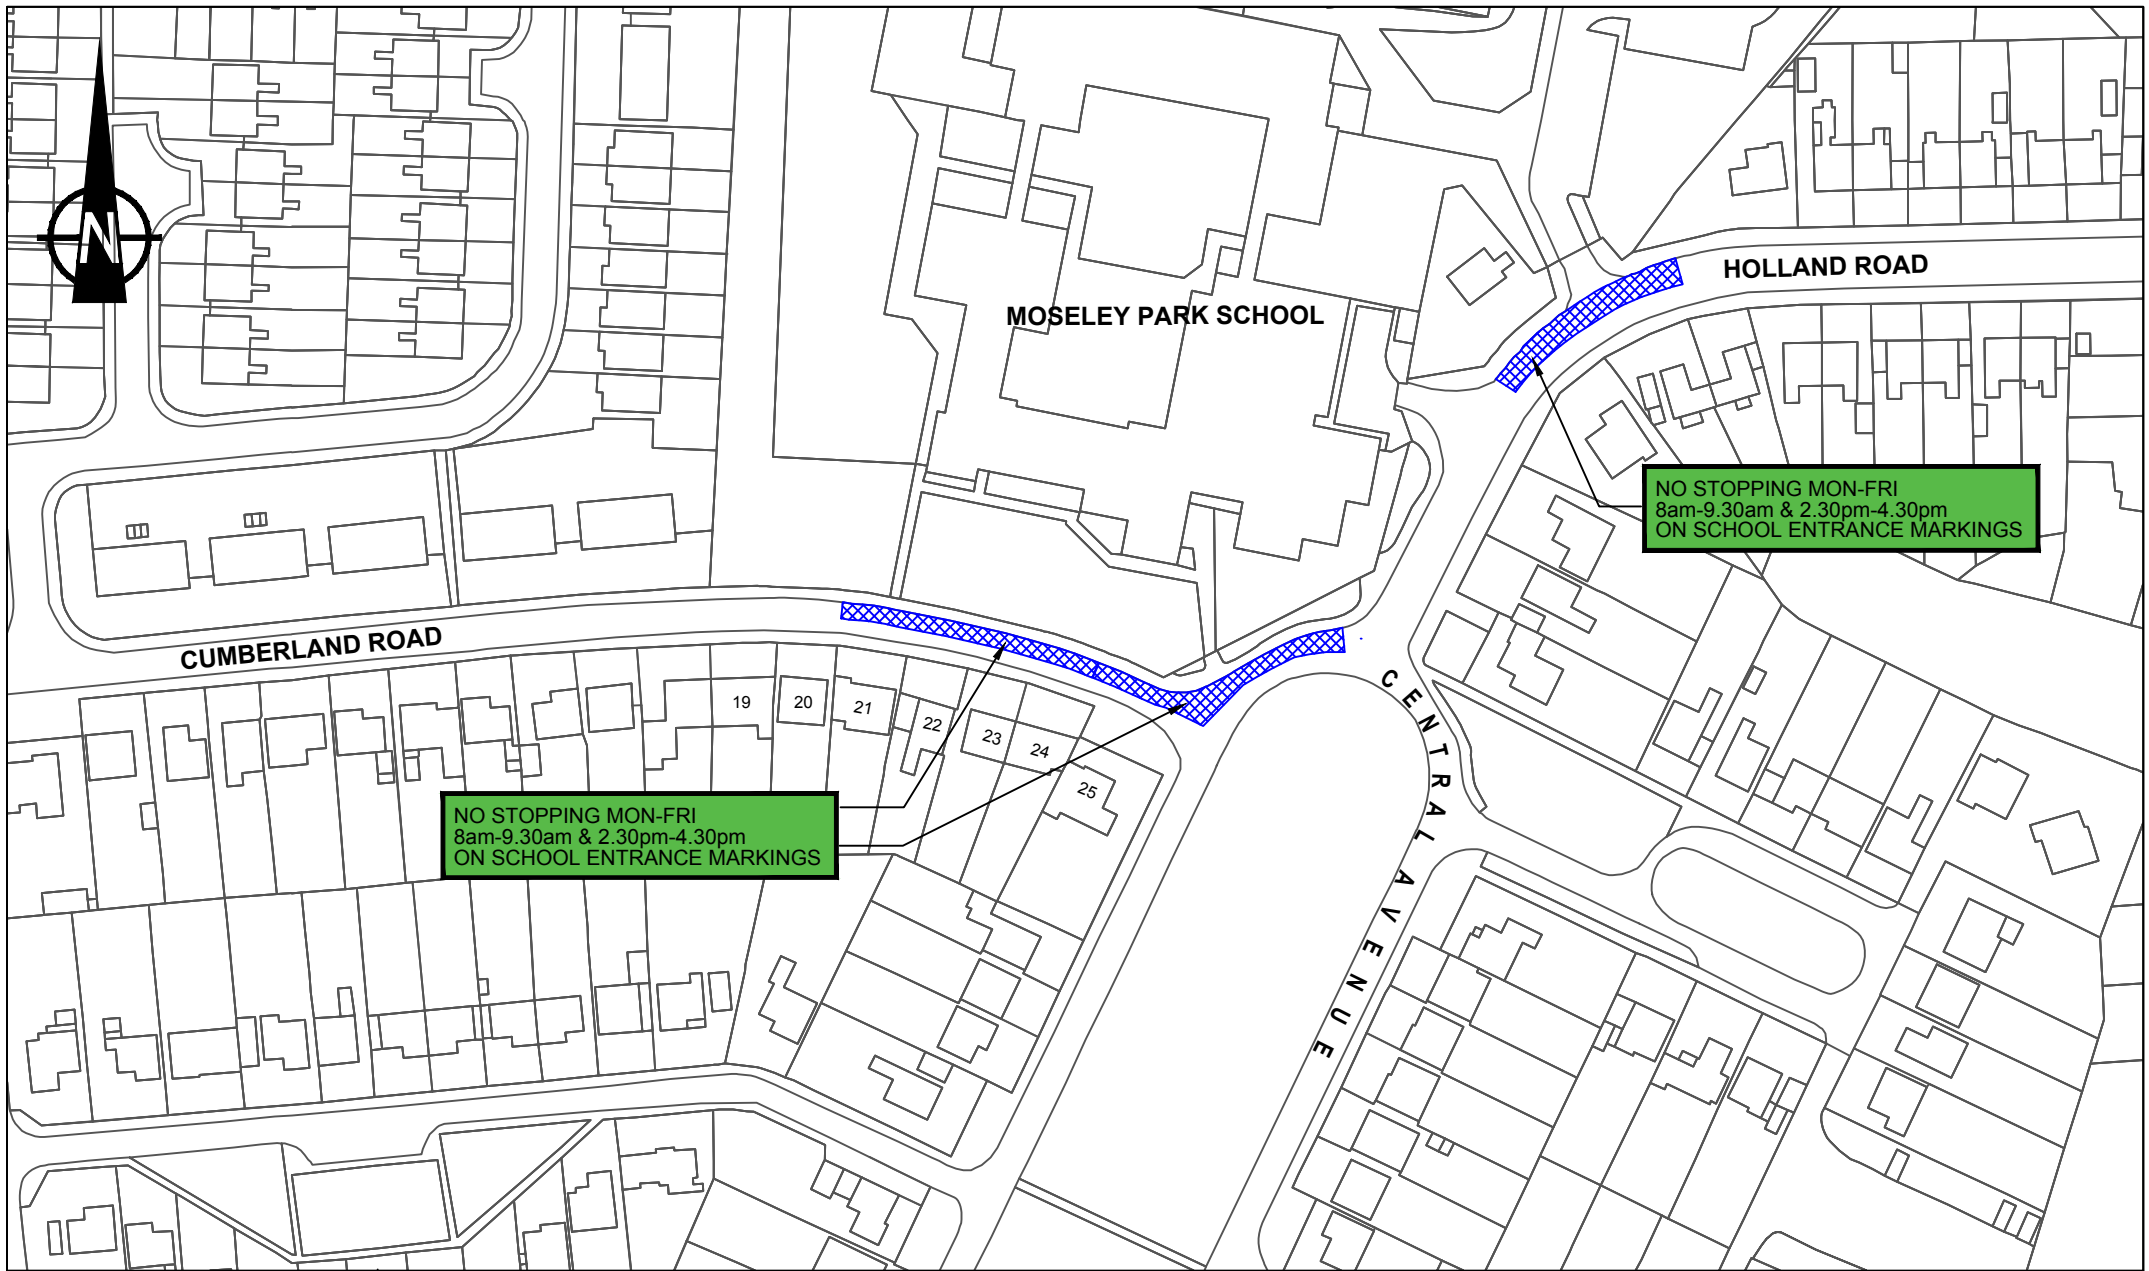 N
MOSELEY PARK SCHOOL
HOLLAND ROAD
NO STOPPING MON-FRI
8am-9.30am & 2.30pm-4.30pm
ON SCHOOL ENTRANCE MARKINGS
CUMBERLAND ROAD
CENTRAL AVENUE
19
20
21
22
23
24
25
NO STOPPING MON-FRI
8am-9.30am & 2.30pm-4.30pm
ON SCHOOL ENTRANCE MARKINGS